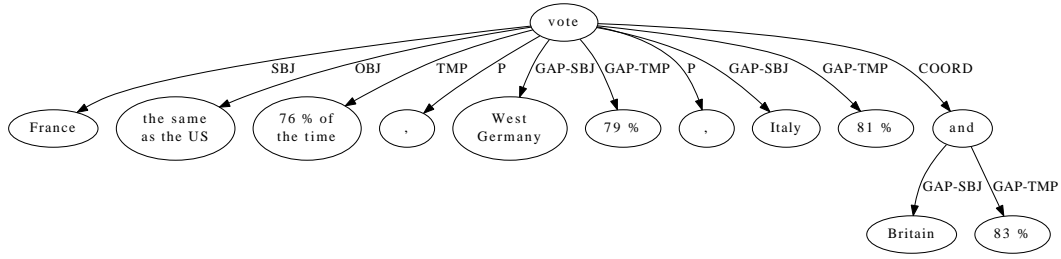 vote
SBJ
OBJ
TMP
P
GAP-SBJ
GAP-TMP
P
GAP-SBJ
GAP-TMP
COORD
France
the same
as the US
76 % of
the time
,
West
Germany
79 %
,
Italy
81 %
and
GAP-SBJ
GAP-TMP
Britain
83 %